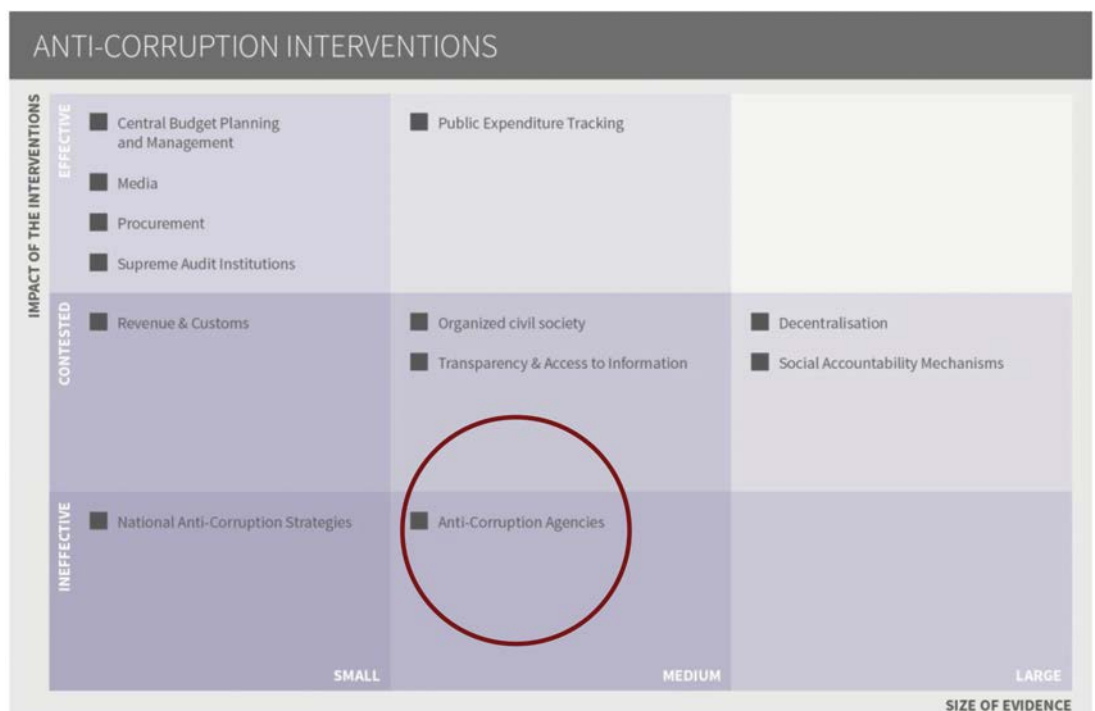 ANTI-CORRUPTION INTERVENTIONS
IMPACT OF THE INTERVENTIONS
EFFECTIVE
Central Budget Planning
and Management
Media
Procurement
Supreme Audit Institutions
Public Expenditure Tracking
CONTESTED
Revenue & Customs
Organized civil society
Transparency & Access to Information
Decentralisation
Social Accountability Mechanisms
INEFFECTIVE
National Anti-Corruption Strategies
Anti-Corruption Agencies
SMALL
MEDIUM
LARGE
SIZE OF EVIDENCE